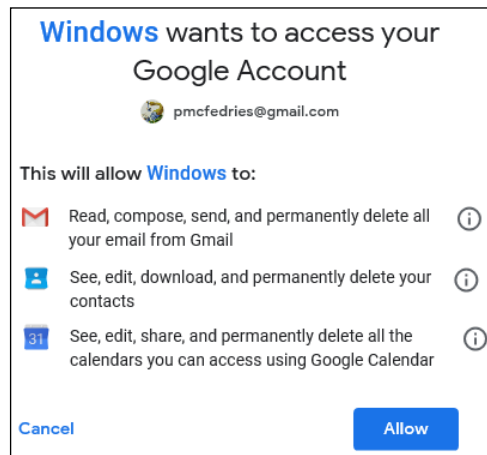 Windows wants to access your
Google Account
pmcfedries@gmail.com
This will allow Windows to:
Read, compose, send, and permanently delete all
your email from Gmail
See, edit, download, and permanently delete your
contacts
31
See, edit, share, and permanently delete all the
calendars you can access using Google Calendar
Cancel
Allow